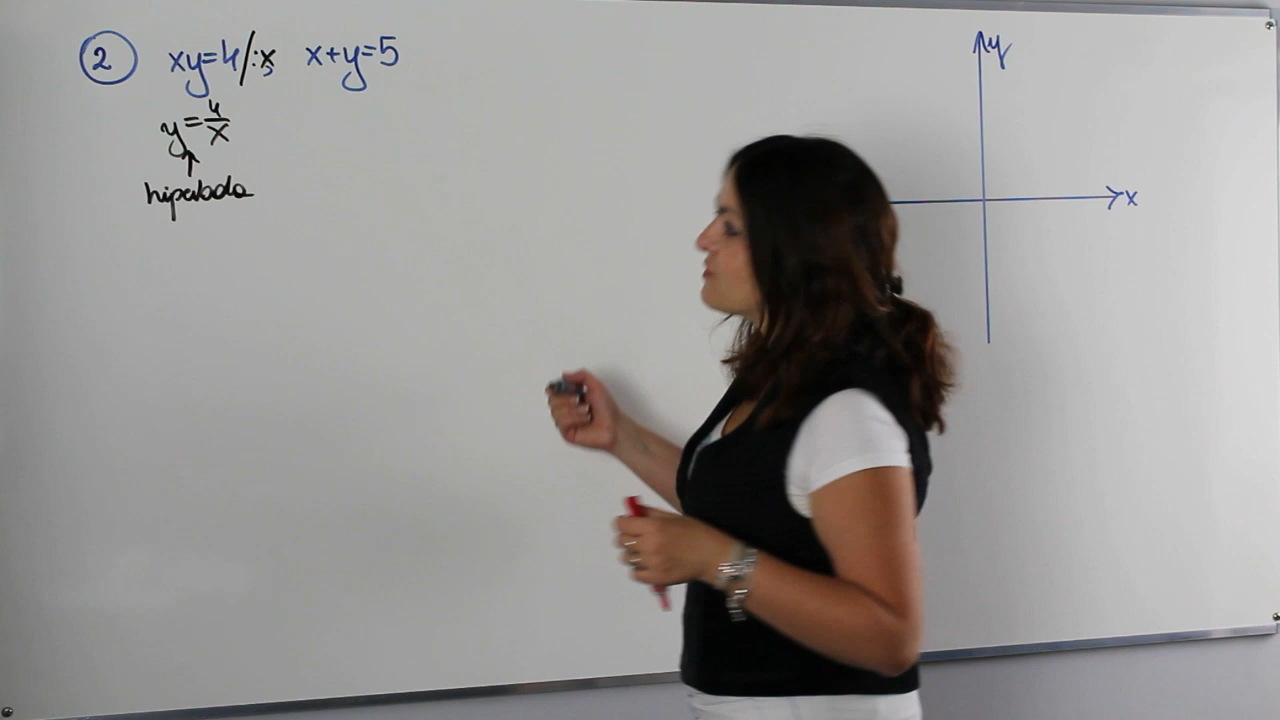 2 xy=4/:x, x+y=5
y=4/x
↑
hiperbola
y
x